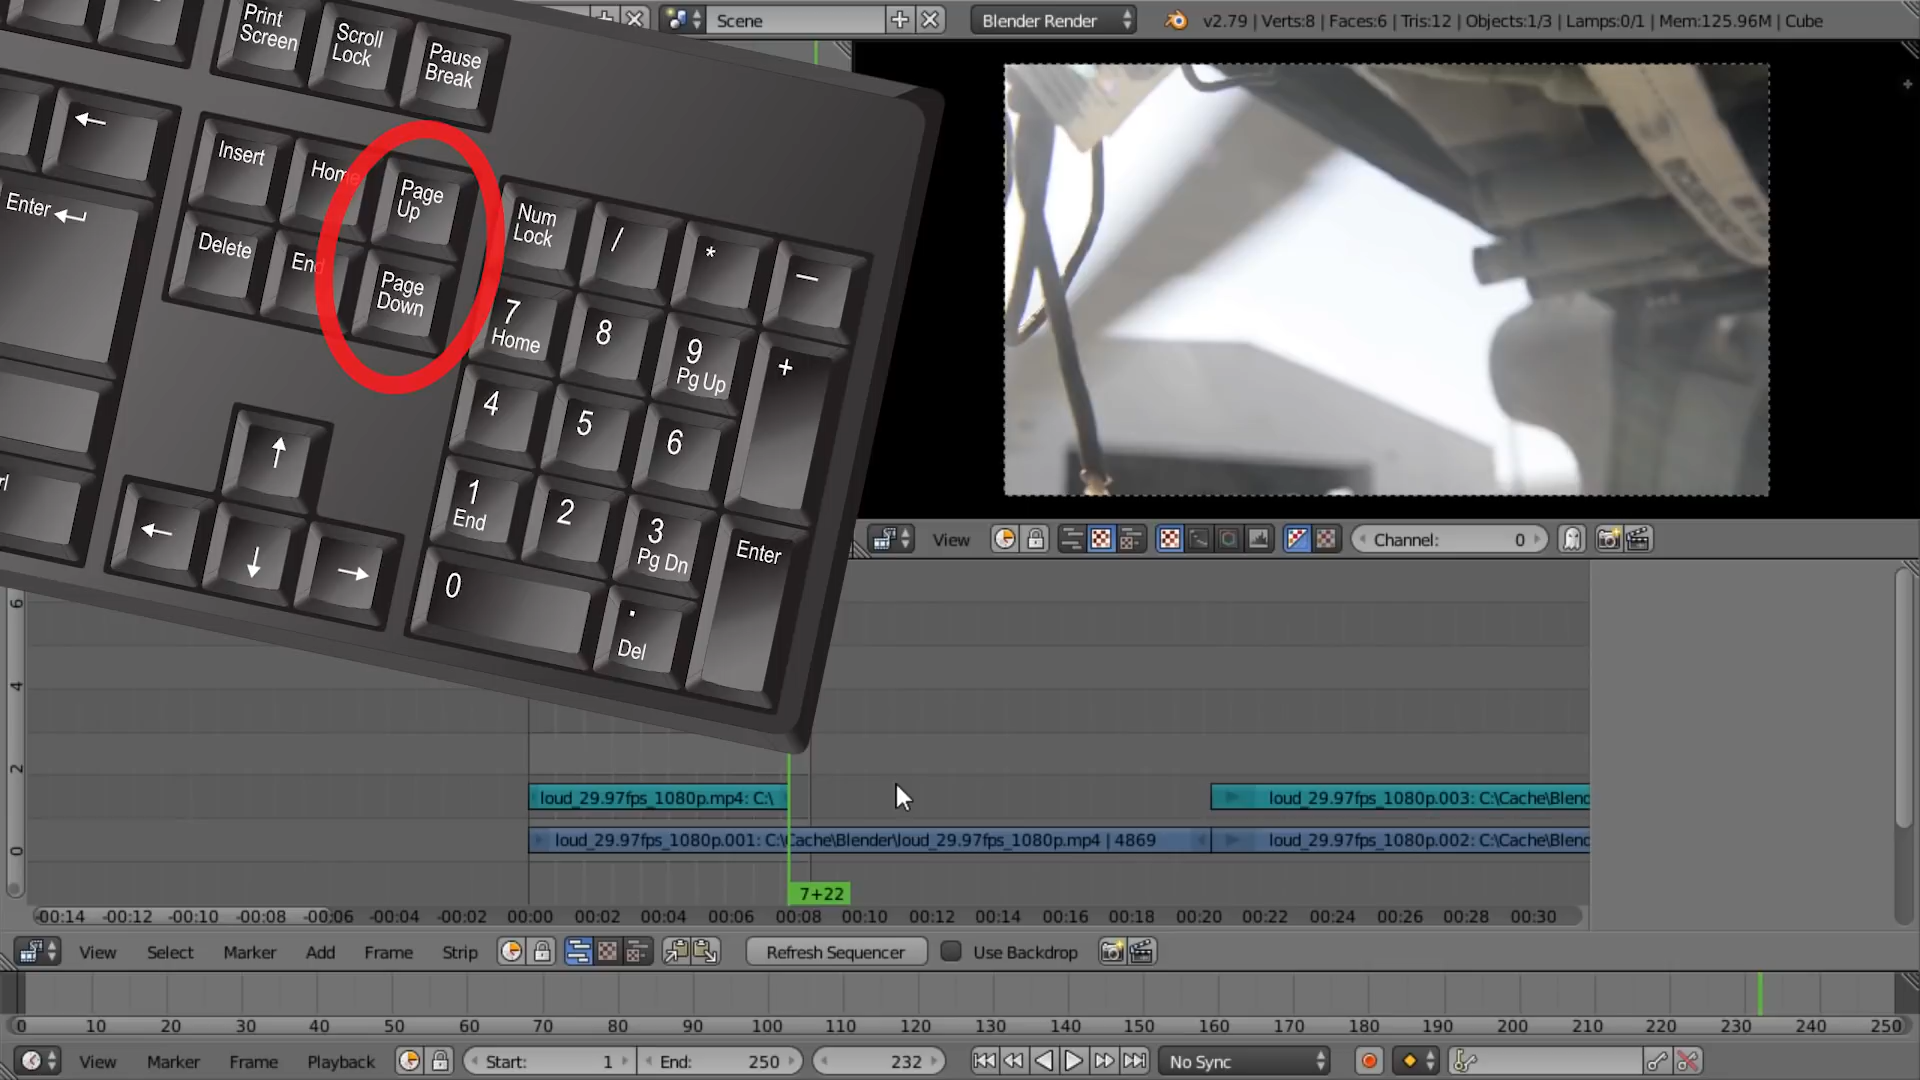 Print
Screen
Scroll
Lock
Pause
Break
Insert
Home
Page
Up
Delete
End
Page
Down
Enter
Num
Lock
/
*
–
7
Home
8
9
Pg Up
+
4
5
6
1
End
2
3
Pg Dn
Enter
0
.
Del
Scene
Blender Render
v2.79 | Verts:8 | Faces:6 | Tris:12 | Objects:1/3 | Lamps:0/1 | Mem:125.96M | Cube
View
Channel: 0
6
4
2
0
loud_29.97fps_1080p.mp4: C:\
loud_29.97fps_1080p.003: C:\Cache\Blend
loud_29.97fps_1080p.001: C:\Cache\Blender\loud_29.97fps_1080p.mp4 | 4869
loud_29.97fps_1080p.002: C:\Cache\Blend
7+22
-00:14 -00:12 -00:10 -00:08 -00:06 -00:04 -00:02 00:00 00:02 00:04 00:06 00:08 00:10 00:12 00:14 00:16 00:18 00:20 00:22 00:24 00:26 00:28 00:30
View Select Marker Add Frame Strip Refresh Sequencer Use Backdrop
0 10 20 30 40 50 60 70 80 90 100 110 120 130 140 150 160 170 180 190 200 210 220 230 240 250
View Marker Frame Playback Start: 1 End: 250 232 No Sync